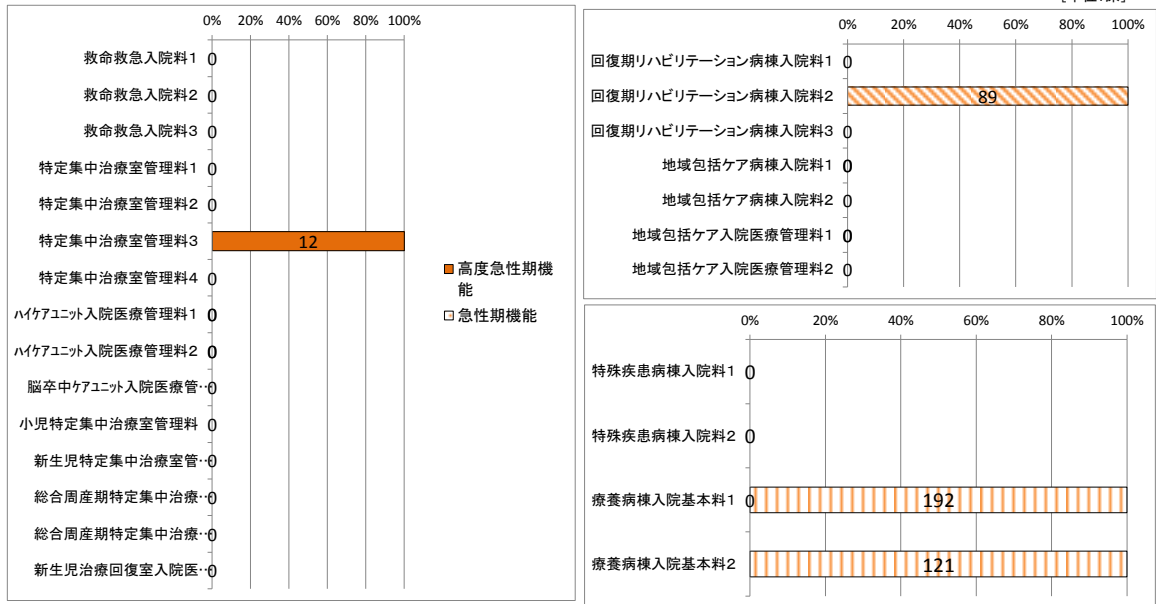 0% 20% 40% 60% 80% 100%
救命救急入院料1 0
救命救急入院料2 0
救命救急入院料3 0
特定集中治療室管理料1 0
特定集中治療室管理料2 0
特定集中治療室管理料3 12
特定集中治療室管理料4 0
ハイケアユニット入院医療管理料1 0
ハイケアユニット入院医療管理料2 0
脳卒中ケアユニット入院医療管… 0
小児特定集中治療室管理料 0
新生児特定集中治療室管… 0
総合周産期特定集中治療… 0
総合周産期特定集中治療… 0
新生児治療回復室入院医… 0
高度急性期機
能
急性期機能
0% 20% 40% 60% 80% 100%
回復期リハビリテーション病棟入院料1 0
回復期リハビリテーション病棟入院料2 89
回復期リハビリテーション病棟入院料3 0
地域包括ケア病棟入院料1 0
地域包括ケア病棟入院料2 0
地域包括ケア入院医療管理料1 0
地域包括ケア入院医療管理料2 0
0% 20% 40% 60% 80% 100%
特殊疾患病棟入院料1 0
特殊疾患病棟入院料2 0
療養病棟入院基本料1 0 192
療養病棟入院基本料2 121